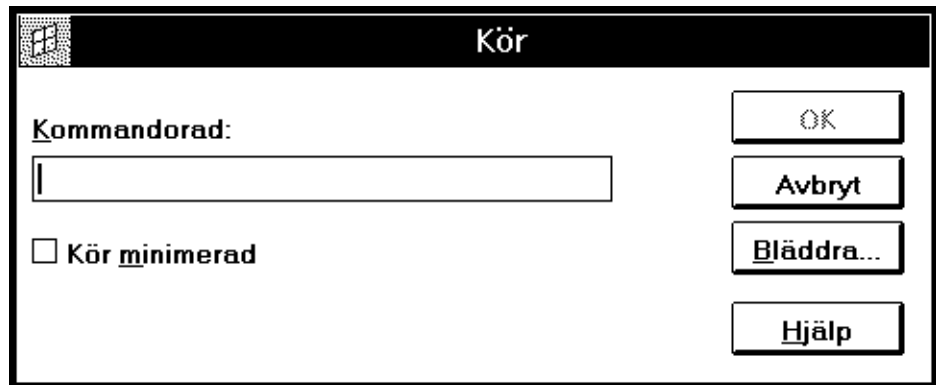 Kör
Kommandorad:
OK
Avbryt
Kör minimerad
Bläddra...
Hjälp